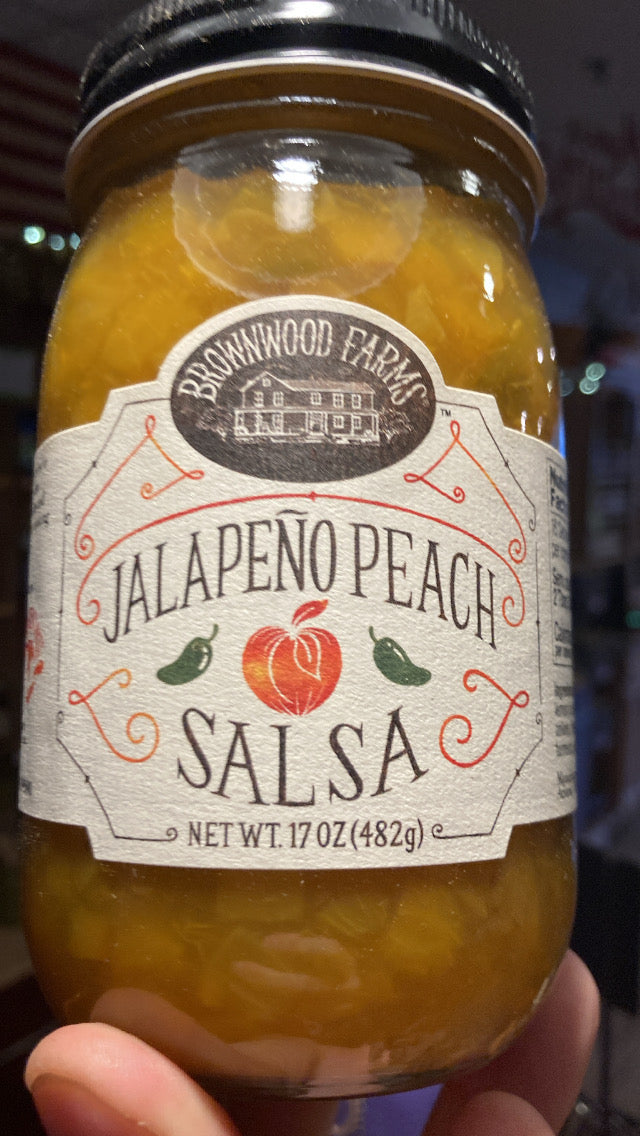 BROWNWOOD FARMS
TM
JALAPEÑO PEACH
SALSA
NET WT. 17 OZ (482g)